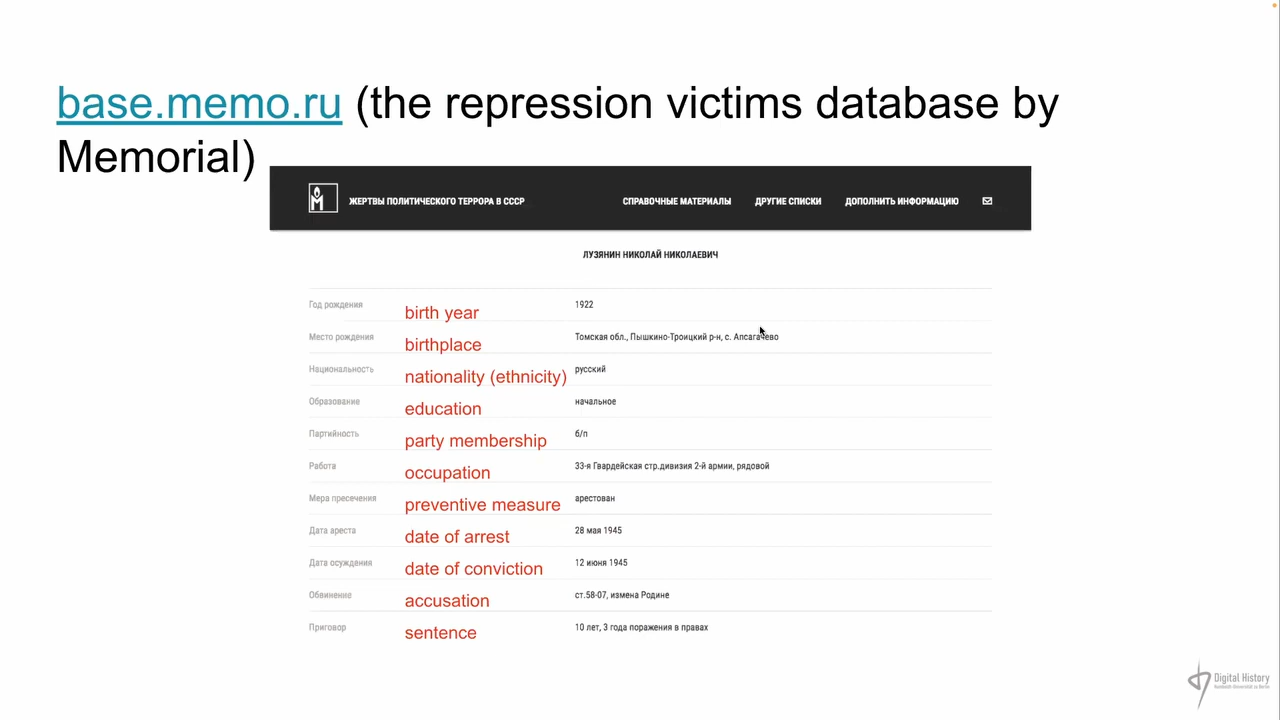 base.memo.ru (the repression victims database by
Memorial)
ЖЕРТВЫ ПОЛИТИЧЕСКОГО ТЕРРОРА В СССР СПРАВОЧНЫЕ МАТЕРИАЛЫ ДРУГИЕ СПИСКИ ДОПОЛНИТЬ ИНФОРМАЦИЮ
ЛУЗЯНИН НИКОЛАЙ НИКОЛАЕВИЧ
Год рождения birth year 1922
Место рождения birthplace Томская обл., Пышкино-Троицкий р-н, с. Апсагачево
Национальность nationality (ethnicity) русский
Образование education начальное
Партийность party membership б/п
Работа occupation 33-я Гвардейская стр.дивизия 2-й армии, рядовой
Мера пресечения preventive measure арестован
Дата ареста date of arrest 28 мая 1945
Дата осуждения date of conviction 12 июня 1945
Обвинение accusation ст.58-07, измена Родине
Приговор sentence 10 лет, 3 года поражения в правах
Digital History
Humboldt-Universität zu Berlin